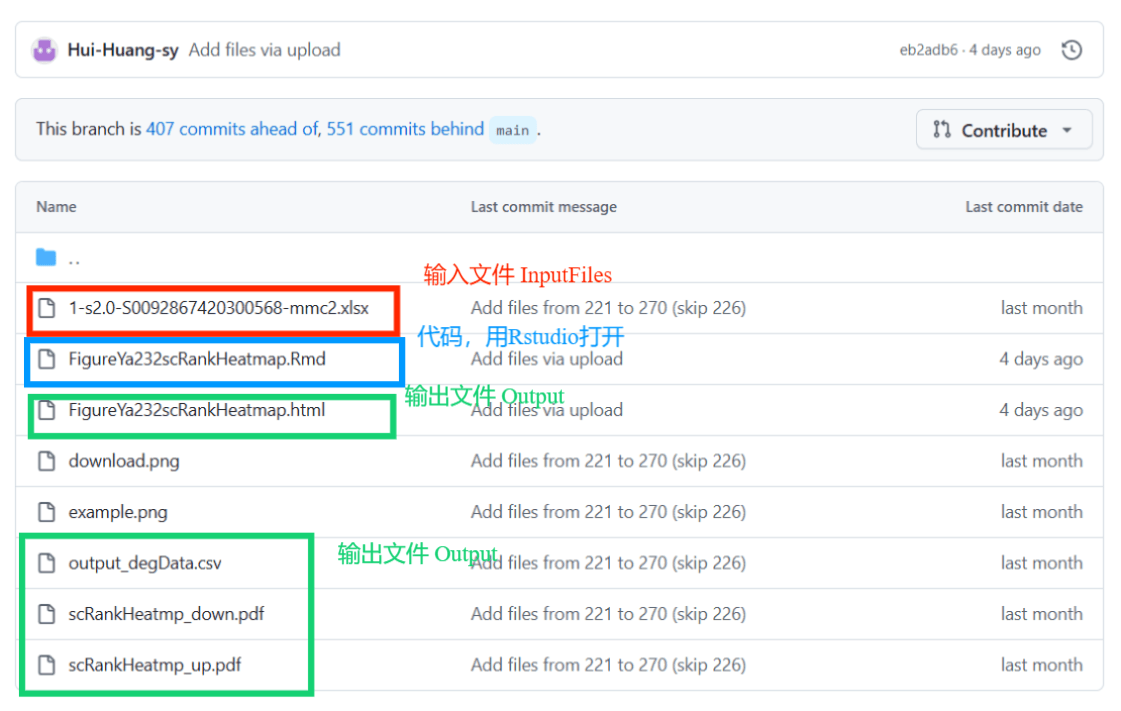 Hui-Huang-sy Add files via upload eb2adb6 · 4 days ago
This branch is 407 commits ahead of, 551 commits behind main . Contribute
Name Last commit message Last commit date
..
输入文件 InputFiles
1-s2.0-S0092867420300568-mmc2.xlsx Add files from 221 to 270 (skip 226) last month
代码，用Rstudio打开
FigureYa232scRankHeatmap.Rmd Add files via upload 4 days ago
输出文件 Output
FigureYa232scRankHeatmap.html Add files via upload 4 days ago
download.png Add files from 221 to 270 (skip 226) last month
example.png Add files from 221 to 270 (skip 226) last month
输出文件 Output
output_degData.csv Add files from 221 to 270 (skip 226) last month
scRankHeatmp_down.pdf Add files from 221 to 270 (skip 226) last month
scRankHeatmp_up.pdf Add files from 221 to 270 (skip 226) last month